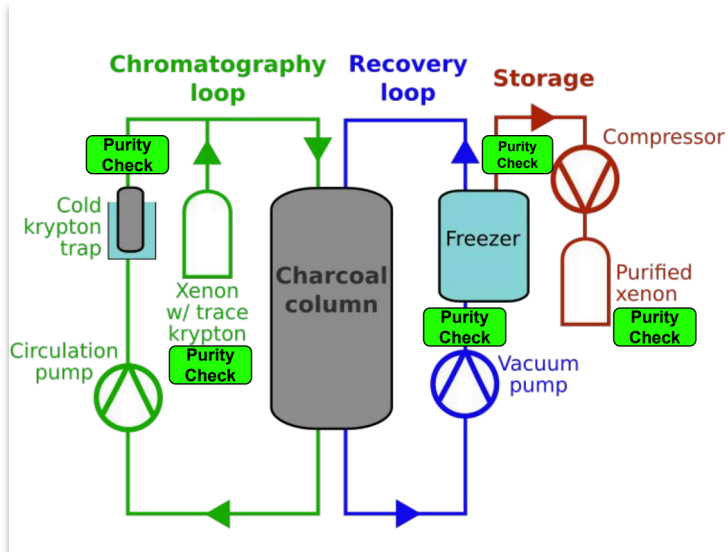 Chromatography
loop
Recovery
loop
Storage
Purity
Check
Purity
Check
Compressor
Cold
krypton
trap
Freezer
Charcoal
column
Xenon
w/ trace
krypton
Purified
xenon
Purity
Check
Purity
Check
Purity
Check
Circulation
pump
Vacuum
pump